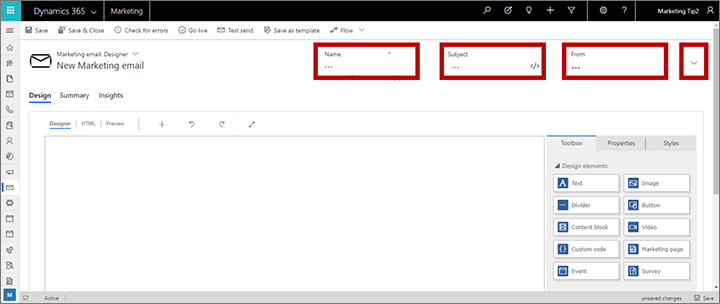 Dynamics 365 Marketing Marketing Tip2
Save Save & Close Check for errors Go live Test send Save as template Flow
Marketing email: Designer
New Marketing email
Name * Subject From
--- --- </> ---
Design Summary Insights
Designer HTML Preview
Toolbox Properties Styles
Design elements
Text Image
Divider Button
Content block Video
Custom code Marketing page
Event Survey
M Active unsaved changes Save